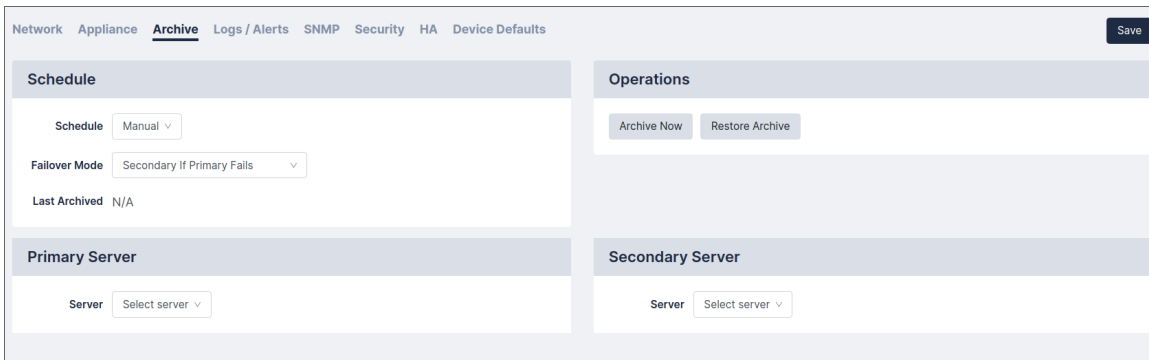 Network Appliance Archive Logs / Alerts SNMP Security HA Device Defaults Save
Schedule
Schedule Manual
Failover Mode Secondary If Primary Fails
Last Archived N/A
Operations
Archive Now Restore Archive
Primary Server
Server Select server
Secondary Server
Server Select server